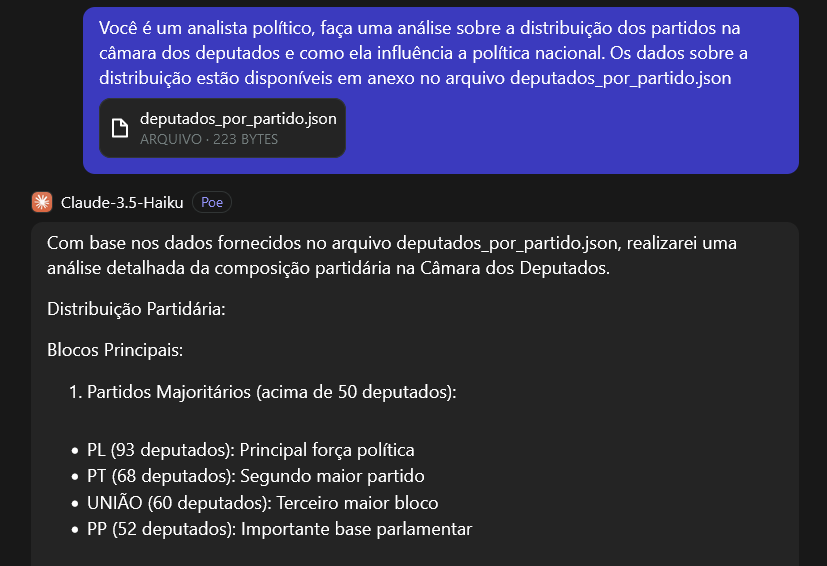 Você é um analista político, faça uma análise sobre a distribuição dos partidos na
câmara dos deputados e como ela influência a política nacional. Os dados sobre a
distribuição estão disponíveis em anexo no arquivo deputados_por_partido.json
deputados_por_partido.json
ARQUIVO · 223 BYTES
Claude-3.5-Haiku Poe
Com base nos dados fornecidos no arquivo deputados_por_partido.json, realizarei uma
análise detalhada da composição partidária na Câmara dos Deputados.
Distribuição Partidária:
Blocos Principais:
1. Partidos Majoritários (acima de 50 deputados):
• PL (93 deputados): Principal força política
• PT (68 deputados): Segundo maior partido
• UNIÃO (60 deputados): Terceiro maior bloco
• PP (52 deputados): Importante base parlamentar